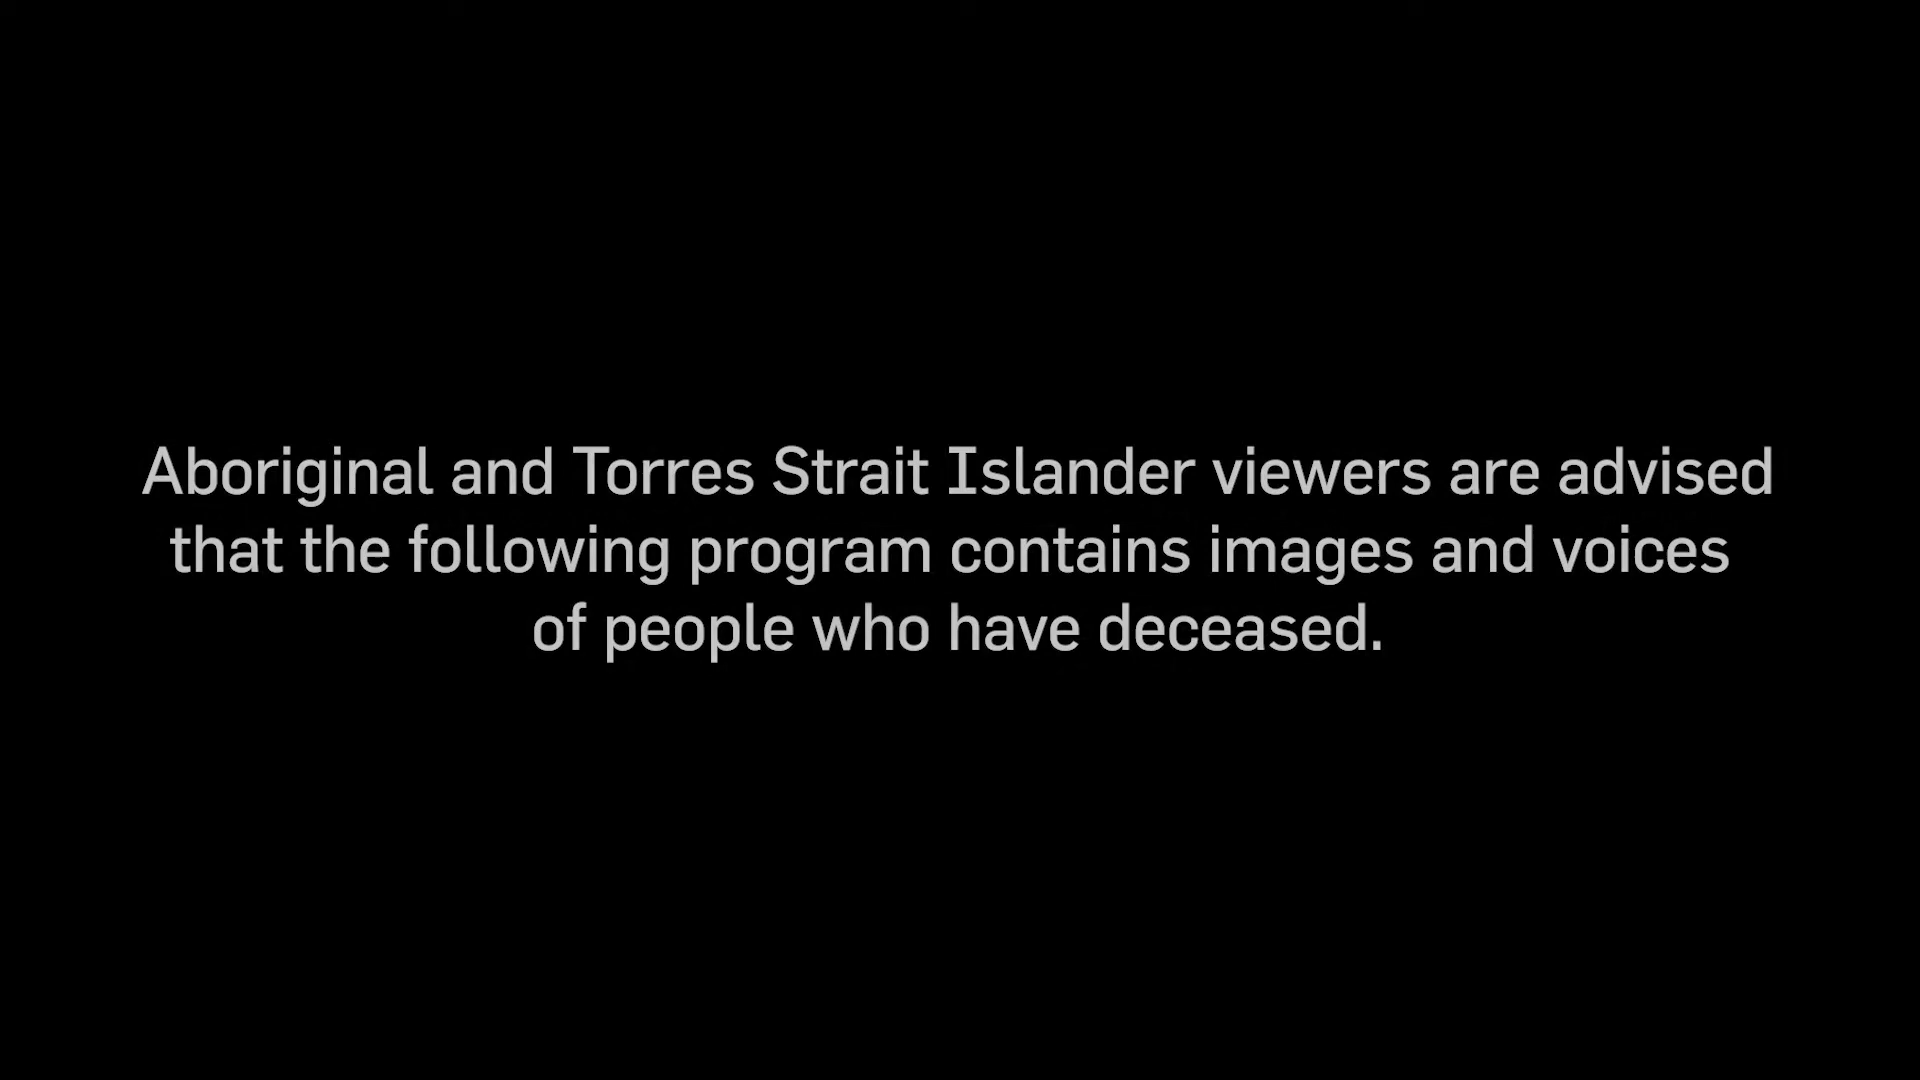 Aboriginal and Torres Strait Islander viewers are advised
that the following program contains images and voices
of people who have deceased.